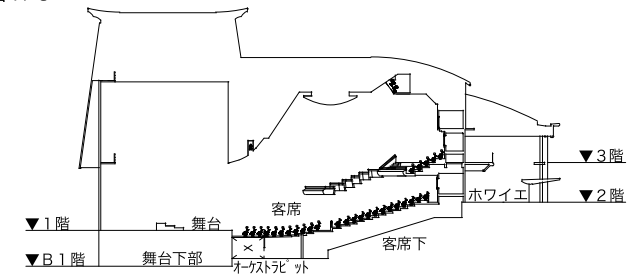 ▼3階
ホワイエ
▼2階
客席
▼1階
舞台
客席下
X
▼B1階
舞台下部
オーケストラピット